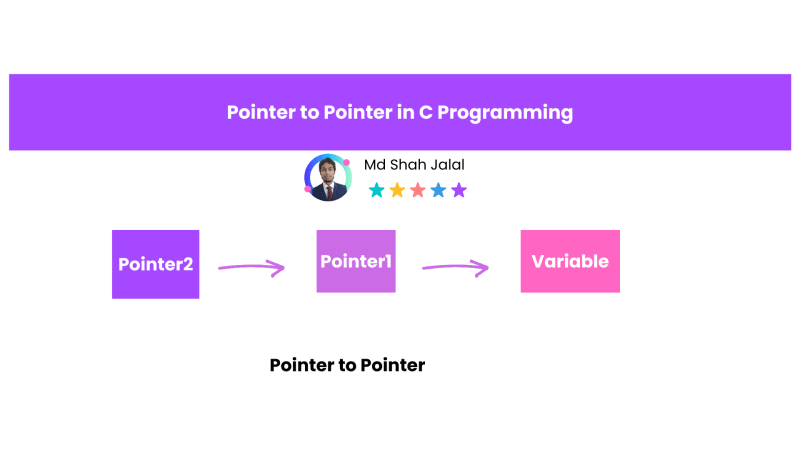 Pointer to Pointer in C Programming
Md Shah Jalal
Pointer2
Pointer1
Variable
Pointer to Pointer